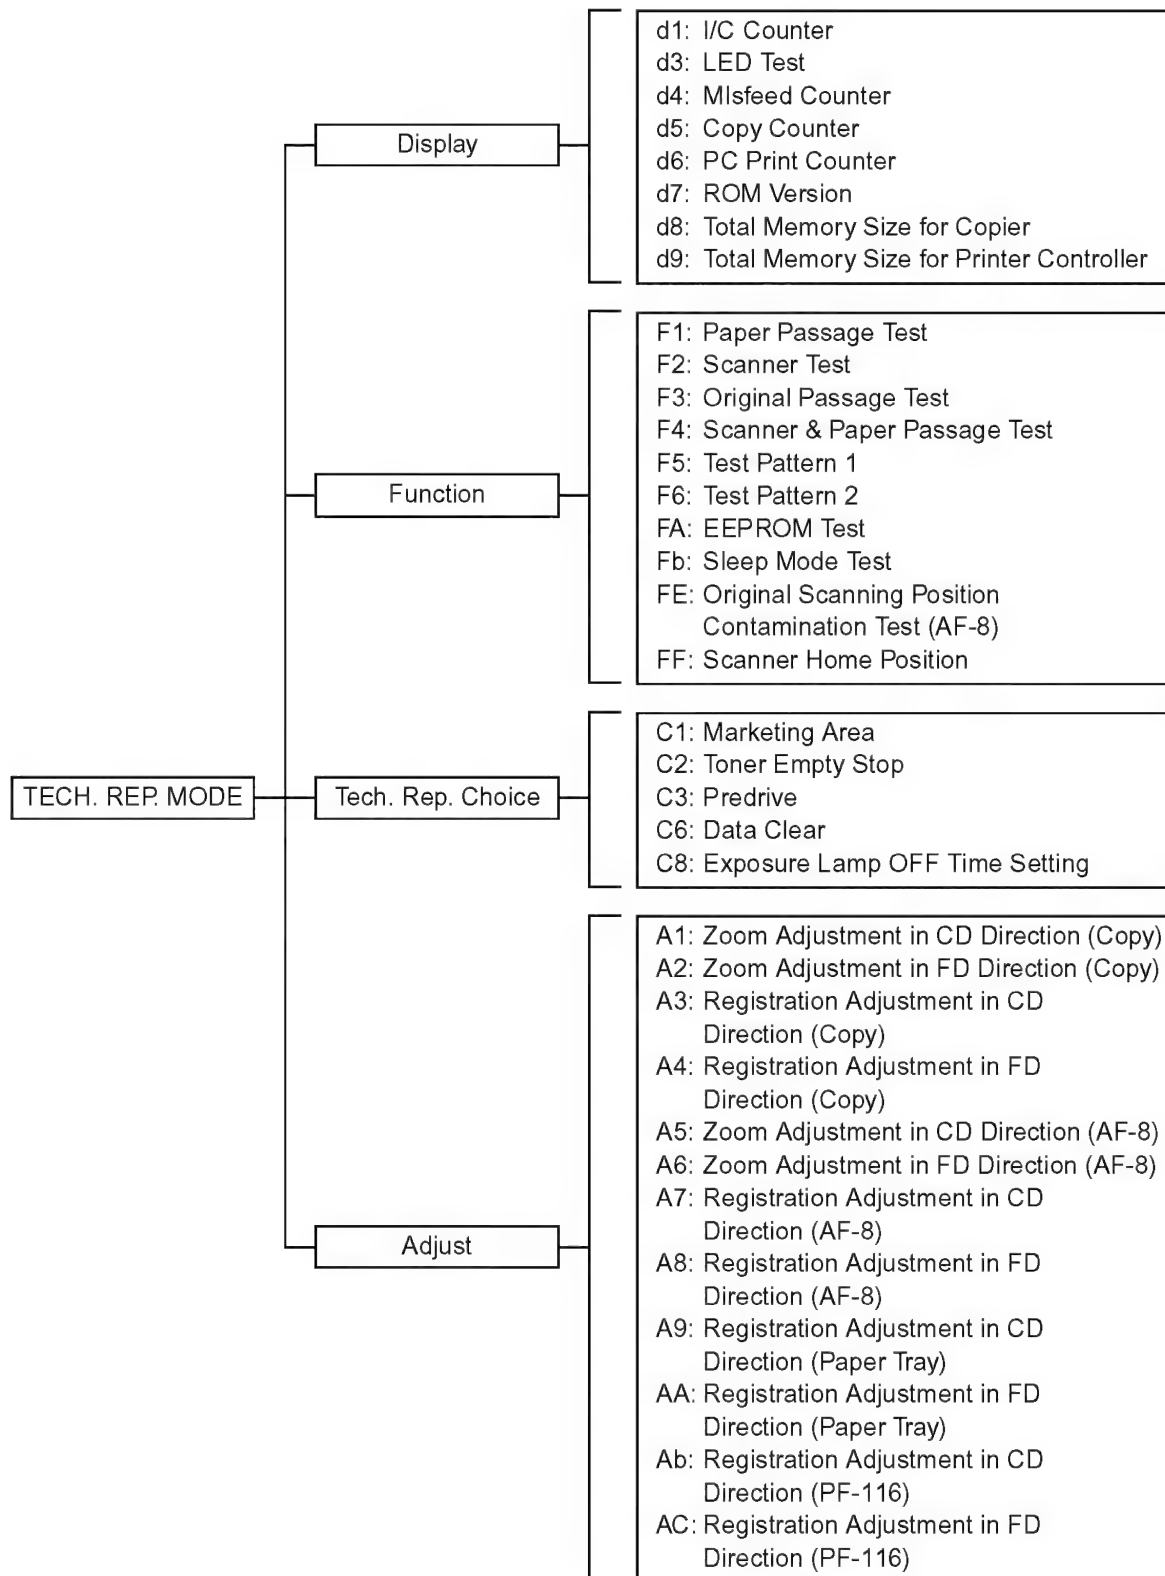 TECH. REP. MODE
Display
d1: I/C Counter
d3: LED Test
d4: MIsfeed Counter
d5: Copy Counter
d6: PC Print Counter
d7: ROM Version
d8: Total Memory Size for Copier
d9: Total Memory Size for Printer Controller
Function
F1: Paper Passage Test
F2: Scanner Test
F3: Original Passage Test
F4: Scanner & Paper Passage Test
F5: Test Pattern 1
F6: Test Pattern 2
FA: EEPROM Test
Fb: Sleep Mode Test
FE: Original Scanning Position
Contamination Test (AF-8)
FF: Scanner Home Position
Tech. Rep. Choice
C1: Marketing Area
C2: Toner Empty Stop
C3: Predrive
C6: Data Clear
C8: Exposure Lamp OFF Time Setting
Adjust
A1: Zoom Adjustment in CD Direction (Copy)
A2: Zoom Adjustment in FD Direction (Copy)
A3: Registration Adjustment in CD
Direction (Copy)
A4: Registration Adjustment in FD
Direction (Copy)
A5: Zoom Adjustment in CD Direction (AF-8)
A6: Zoom Adjustment in FD Direction (AF-8)
A7: Registration Adjustment in CD
Direction (AF-8)
A8: Registration Adjustment in FD
Direction (AF-8)
A9: Registration Adjustment in CD
Direction (Paper Tray)
AA: Registration Adjustment in FD
Direction (Paper Tray)
Ab: Registration Adjustment in CD
Direction (PF-116)
AC: Registration Adjustment in FD
Direction (PF-116)